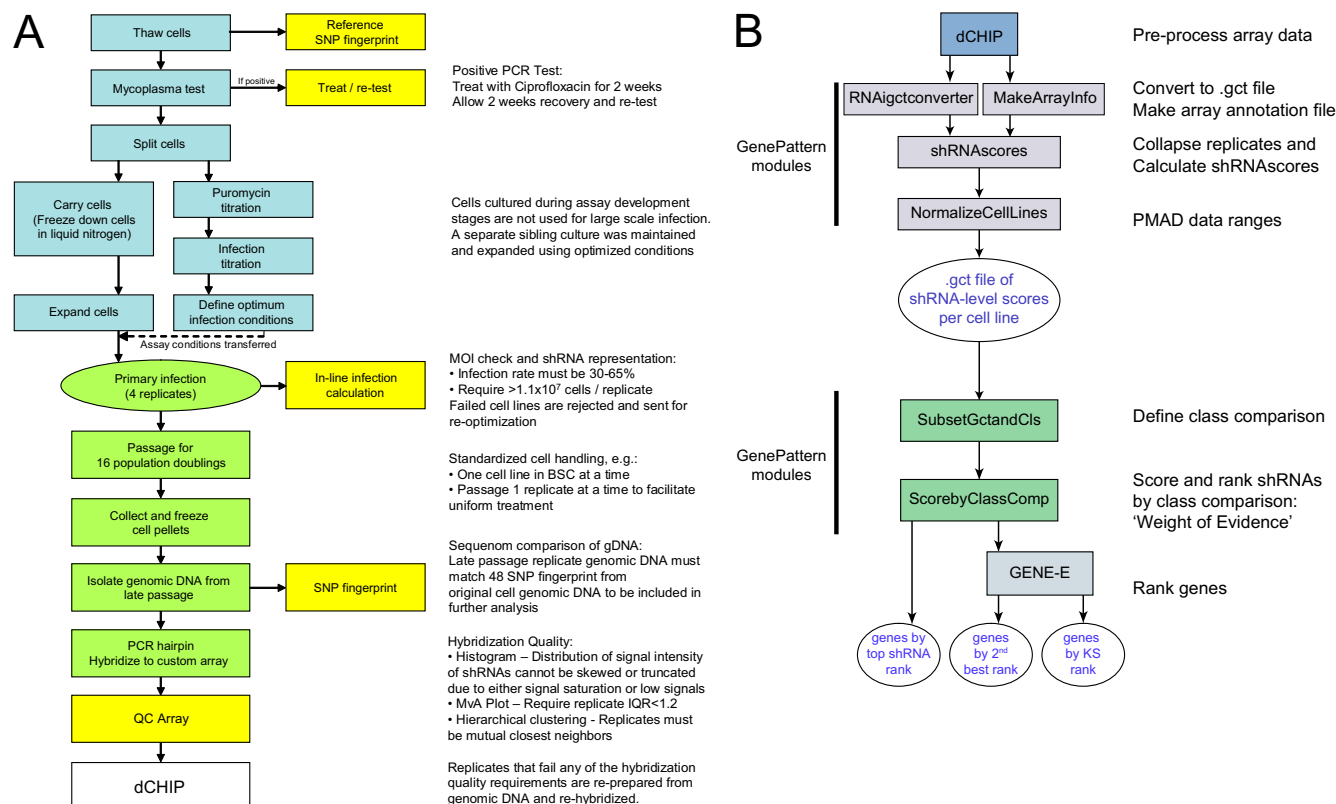 A
Thaw cells
Reference
SNP fingerprint
Mycoplasma test
If positive
Treat / re-test
Positive PCR Test:
Treat with Ciprofloxacin for 2 weeks
Allow 2 weeks recovery and re-test
Split cells
Carry cells
(Freeze down cells
in liquid nitrogen)
Puromycin
titration
Cells cultured during assay development
stages are not used for large scale infection.
A separate sibling culture was maintained
and expanded using optimized conditions
Infection
titration
Expand cells
Define optimum
infection conditions
Assay conditions transferred
Primary infection
(4 replicates)
In-line infection
calculation
MOI check and shRNA representation:
• Infection rate must be 30-65%
• Require >1.1x10⁷ cells / replicate
Failed cell lines are rejected and sent for
re-optimization
Passage for
16 population doublings
Standardized cell handling, e.g.:
• One cell line in BSC at a time
• Passage 1 replicate at a time to facilitate
uniform treatment
Collect and freeze
cell pellets
Isolate genomic DNA from
late passage
SNP fingerprint
Sequenom comparison of gDNA:
Late passage replicate genomic DNA must
match 48 SNP fingerprint from
original cell genomic DNA to be included in
further analysis
PCR hairpin
Hybridize to custom array
Hybridization Quality:
• Histogram – Distribution of signal intensity
of shRNAs cannot be skewed or truncated
due to either signal saturation or low signals
• MvA Plot – Require replicate IQR<1.2
• Hierarchical clustering - Replicates must
be mutual closest neighbors
QC Array
dCHIP
Replicates that fail any of the hybridization
quality requirements are re-prepared from
genomic DNA and re-hybridized.
B
dCHIP
Pre-process array data
GenePattern
modules
RNAigctconverter
MakeArrayInfo
Convert to .gct file
Make array annotation file
shRNAscores
Collapse replicates and
Calculate shRNAscores
NormalizeCellLines
PMAD data ranges
.gct file of
shRNA-level scores
per cell line
GenePattern
modules
SubsetGctandCls
Define class comparison
ScorebyClassComp
Score and rank shRNAs
by class comparison:
‘Weight of Evidence’
GENE-E
Rank genes
genes by
top shRNA
rank
genes
by 2ⁿᵈ
best rank
genes
by KS
rank